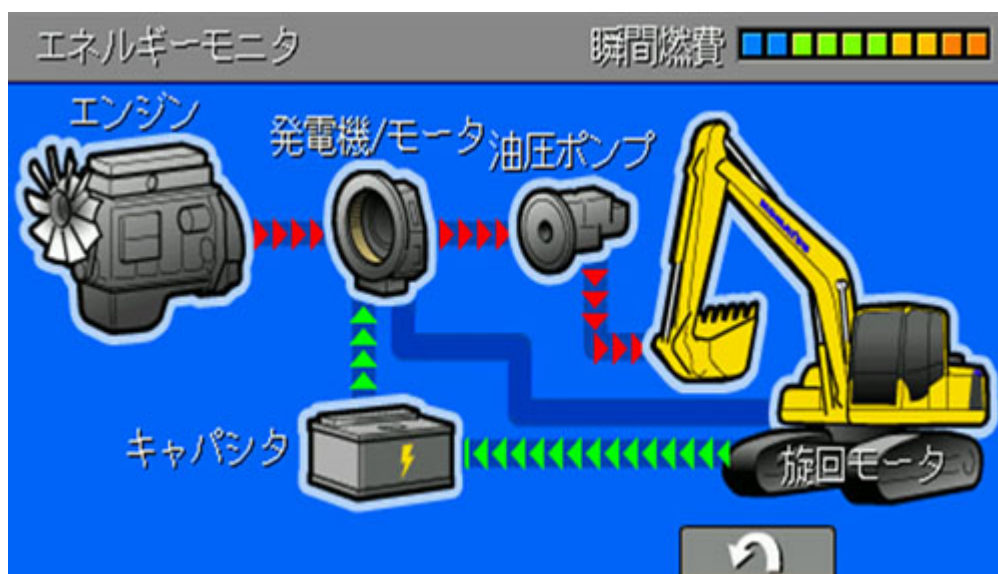 エネルギーモニタ
瞬間燃費
エンジン
発電機/モータ
油圧ポンプ
KOMATSU
キャパシタ
旋回モータ